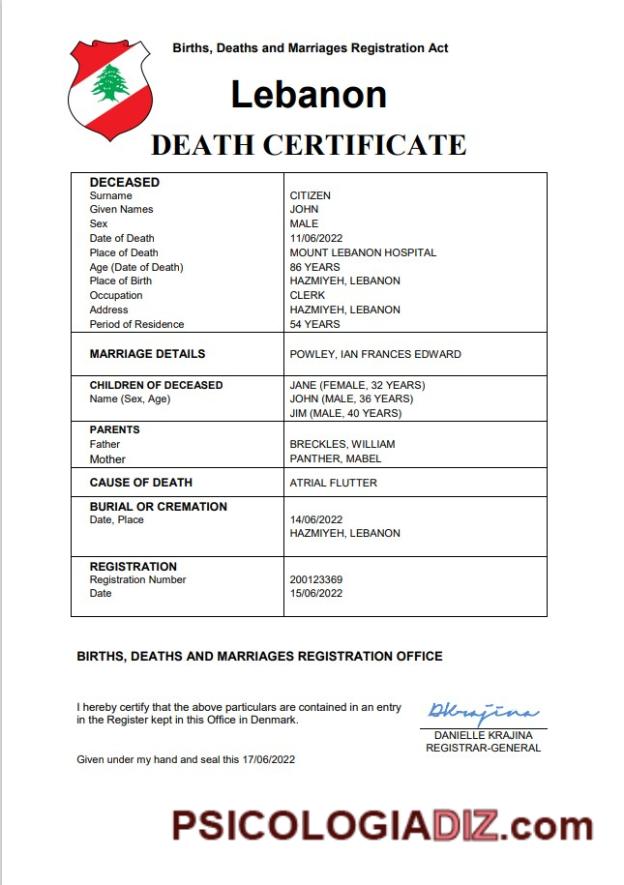 Births, Deaths and Marriages Registration Act
Lebanon
DEATH CERTIFICATE
DECEASED
Surname CITIZEN
Given Names JOHN
Sex MALE
Date of Death 11/06/2022
Place of Death MOUNT LEBANON HOSPITAL
Age (Date of Death) 86 YEARS
Place of Birth HAZMIYEH, LEBANON
Occupation CLERK
Address HAZMIYEH, LEBANON
Period of Residence 54 YEARS
MARRIAGE DETAILS POWLEY, IAN FRANCES EDWARD
CHILDREN OF DECEASED JANE (FEMALE, 32 YEARS)
Name (Sex, Age) JOHN (MALE, 36 YEARS)
JIM (MALE, 40 YEARS)
PARENTS
Father BRECKLES, WILLIAM
Mother PANTHER, MABEL
CAUSE OF DEATH ATRIAL FLUTTER
BURIAL OR CREMATION
Date, Place 14/06/2022
HAZMIYEH, LEBANON
REGISTRATION
Registration Number 200123369
Date 15/06/2022
BIRTHS, DEATHS AND MARRIAGES REGISTRATION OFFICE
I hereby certify that the above particulars are contained in an entry
in the Register kept in this Office in Denmark.
DKrajina
DANIELLE KRAJINA
REGISTRAR-GENERAL
Given under my hand and seal this 17/06/2022
PSICOLOGIADIZ.com